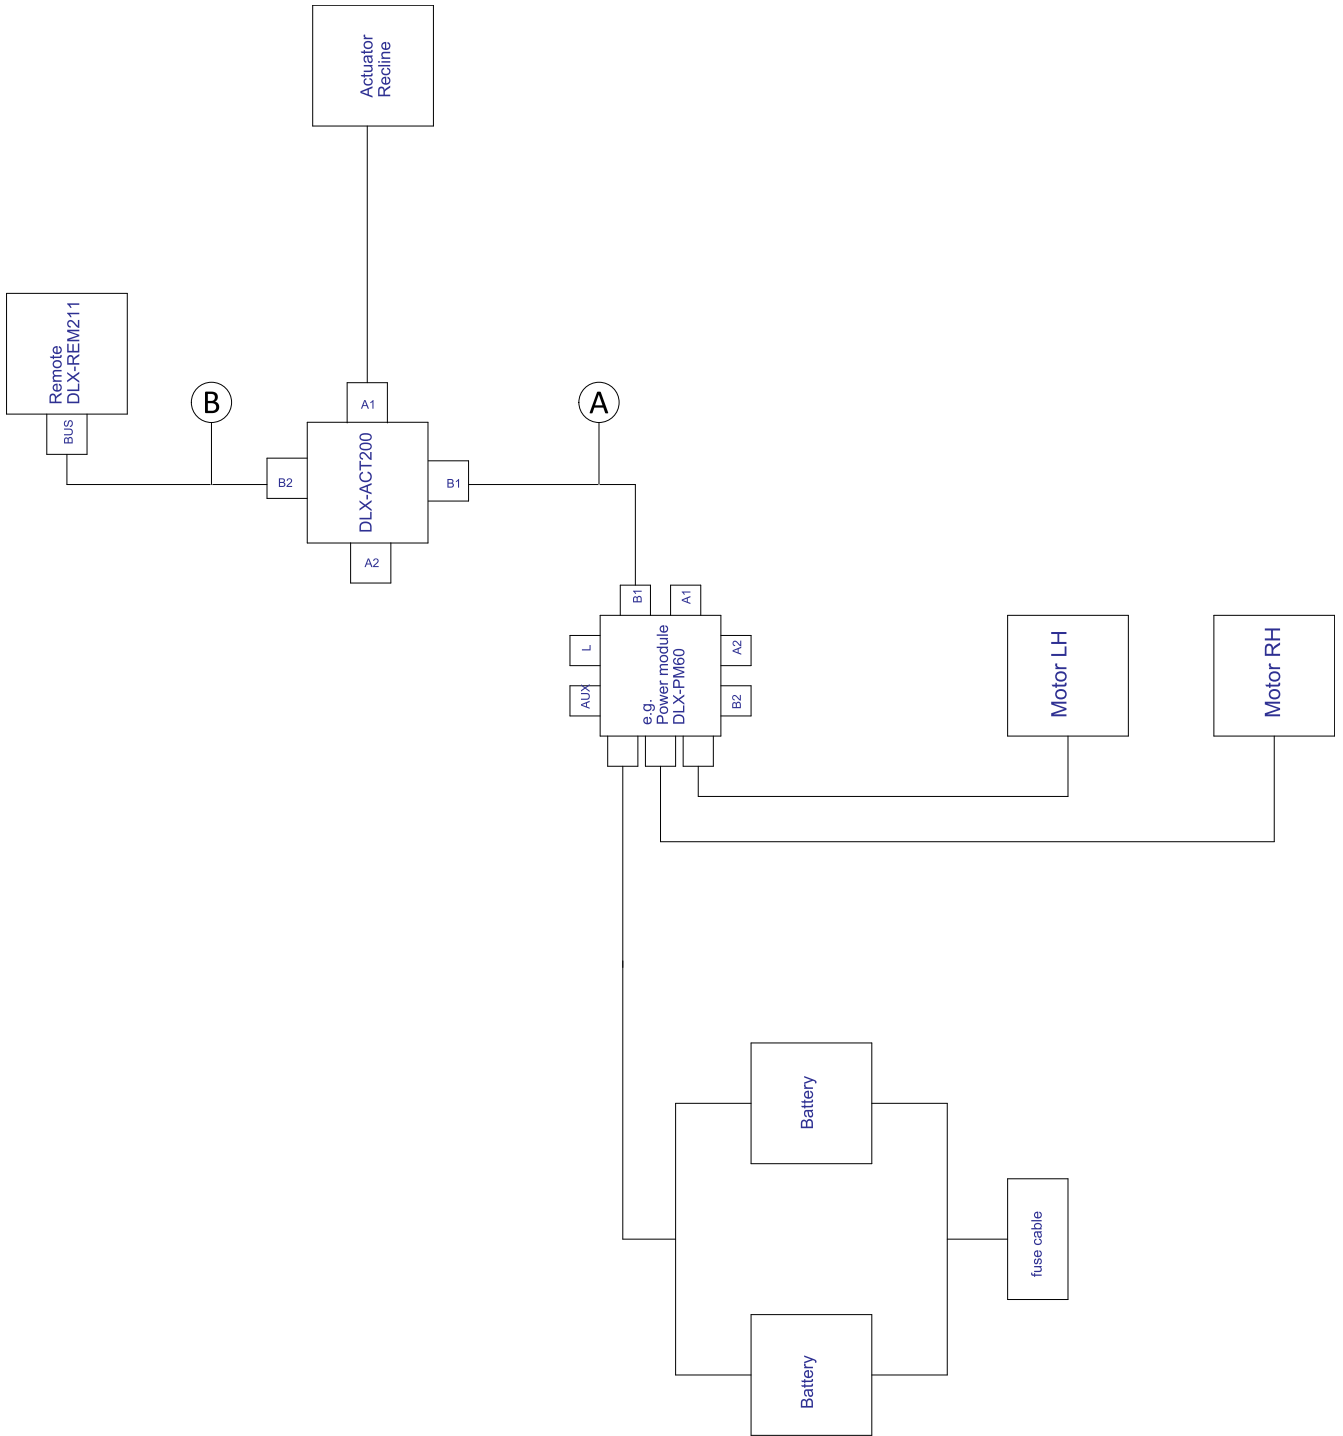 Actuator
Recline
Remote
DLX-REM211
BUS
B
A
A1
DLX-ACT200
B2
B1
A2
B1
A1
L
A2
AUX
B2
e.g.
Power module
DLX-PM60
Motor LH
Motor RH
Battery
fuse cable
Battery